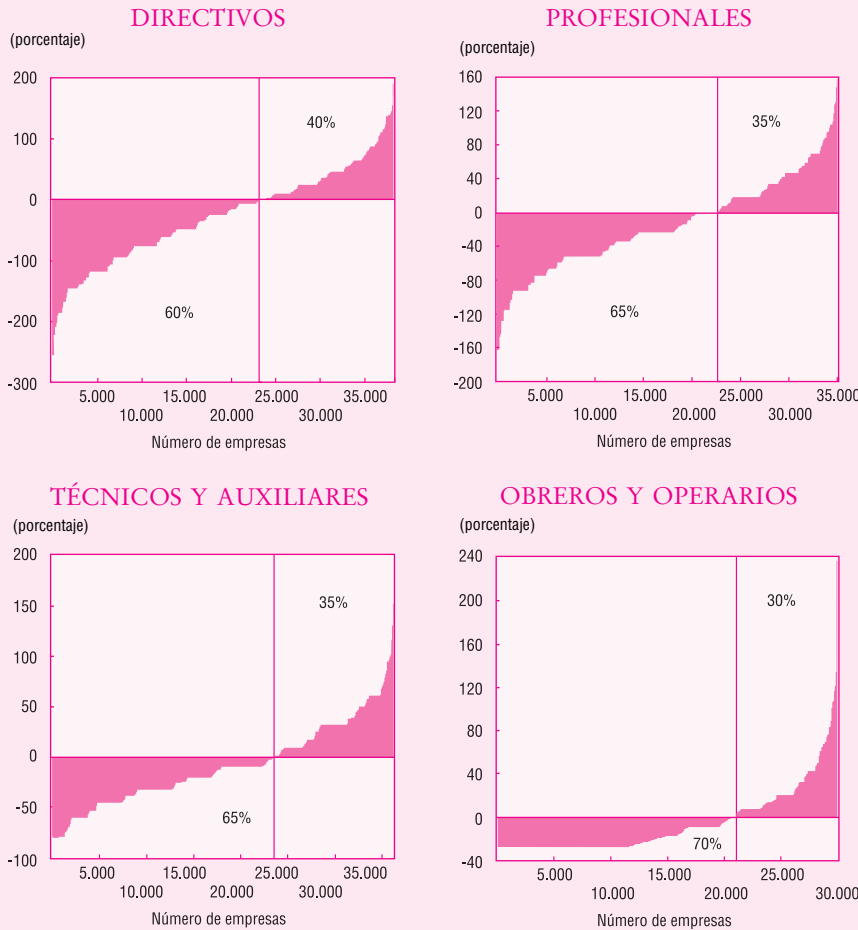 DIRECTIVOS
(porcentaje)
200
100
0
-100
-200
-300
40%
60%
5.000 15.000 25.000 35.000
10.000 20.000 30.000
Número de empresas
PROFESIONALES
(porcentaje)
160
120
80
40
0
-40
-80
-120
-160
-200
35%
65%
5.000 15.000 25.000 35.000
10.000 20.000 30.000
Número de empresas
TÉCNICOS Y AUXILIARES
(porcentaje)
200
150
100
50
0
-50
-100
35%
65%
5.000 15.000 25.000 35.000
10.000 20.000 30.000
Número de empresas
OBREROS Y OPERARIOS
(porcentaje)
240
200
160
120
80
40
0
-40
30%
70%
5.000 15.000 25.000
10.000 20.000 30.000
Número de empresas